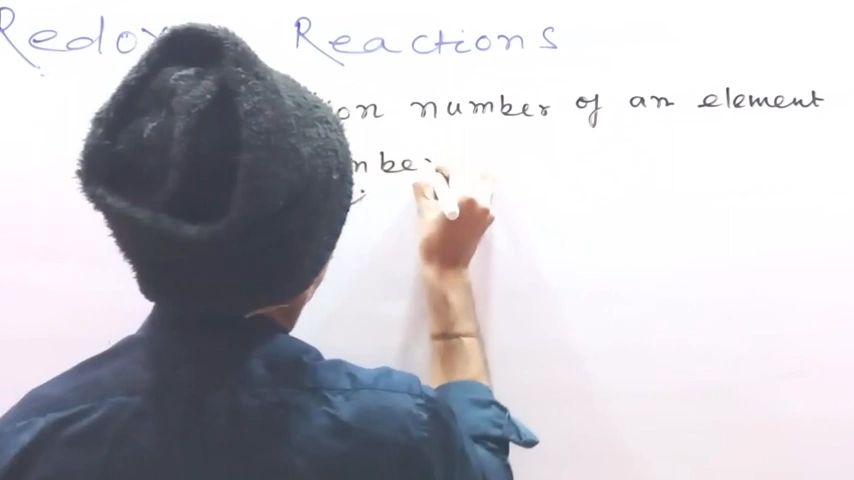 Redox Reactions
ion number of an element
mbe